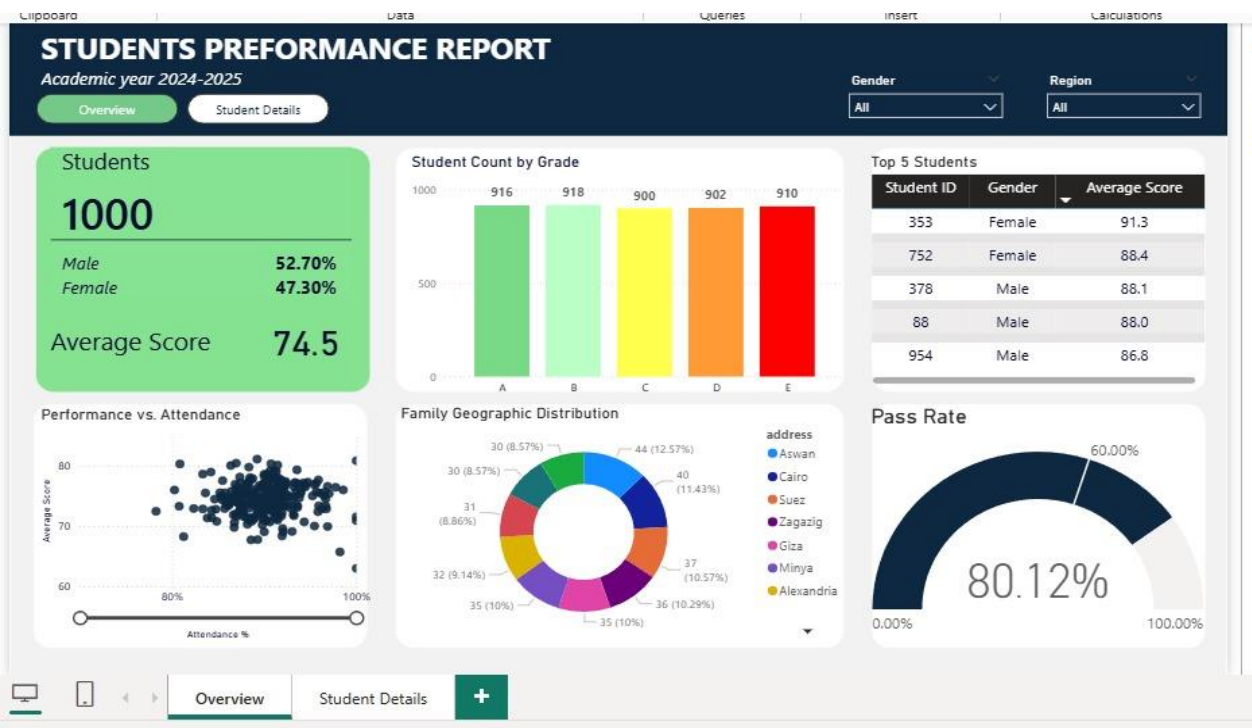 Clipboard Data Queries Insert Calculations
STUDENTS PREFORMANCE REPORT
Academic year 2024-2025
Overview
Student Details
Gender
All
Region
All
Students
1000
Male 52.70%
Female 47.30%
Average Score 74.5
Student Count by Grade
1000
500
0
916 918 900 902 910
A B C D E
Top 5 Students
Student ID Gender Average Score
353 Female 91.3
752 Female 88.4
378 Male 88.1
88 Male 88.0
954 Male 86.8
Performance vs. Attendance
Average Score
80
70
60
80% 100%
Attendance %
Family Geographic Distribution
44 (12.57%)
40
(11.43%)
37
(10.57%)
36 (10.29%)
35 (10%)
35 (10%)
32 (9.14%)
31
(8.86%)
30 (8.57%)
30 (8.57%)
address
Aswan
Cairo
Suez
Zagazig
Giza
Minya
Alexandria
Pass Rate
60.00%
80.12%
0.00% 100.00%
Overview Student Details +